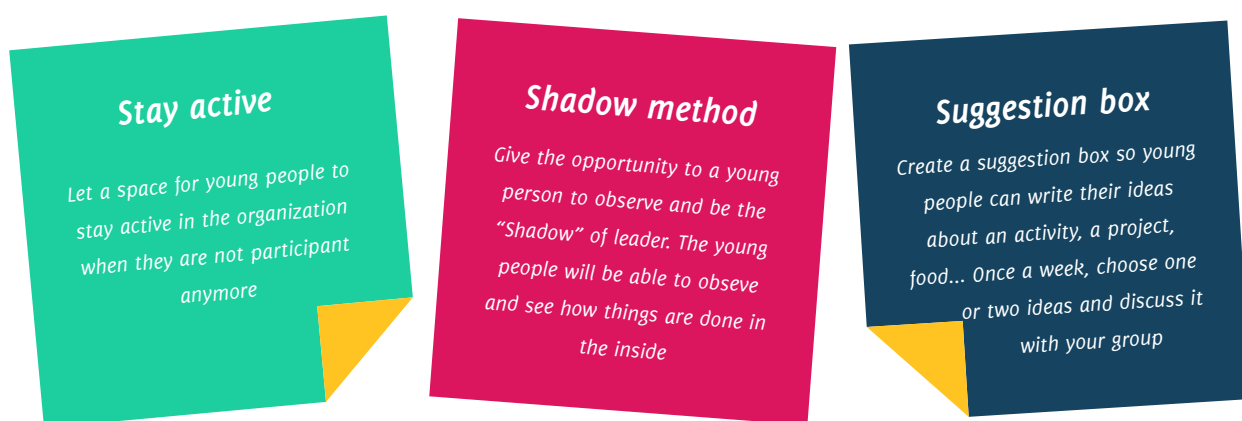 Stay active
Let a space for young people to
stay active in the organization
when they are not participant
anymore
Shadow method
Give the opportunity to a young
person to observe and be the
“Shadow” of leader. The young
people will be able to obseve
and see how things are done in
the inside
Suggestion box
Create a suggestion box so young
people can write their ideas
about an activity, a project,
food... Once a week, choose one
or two ideas and discuss it
with your group